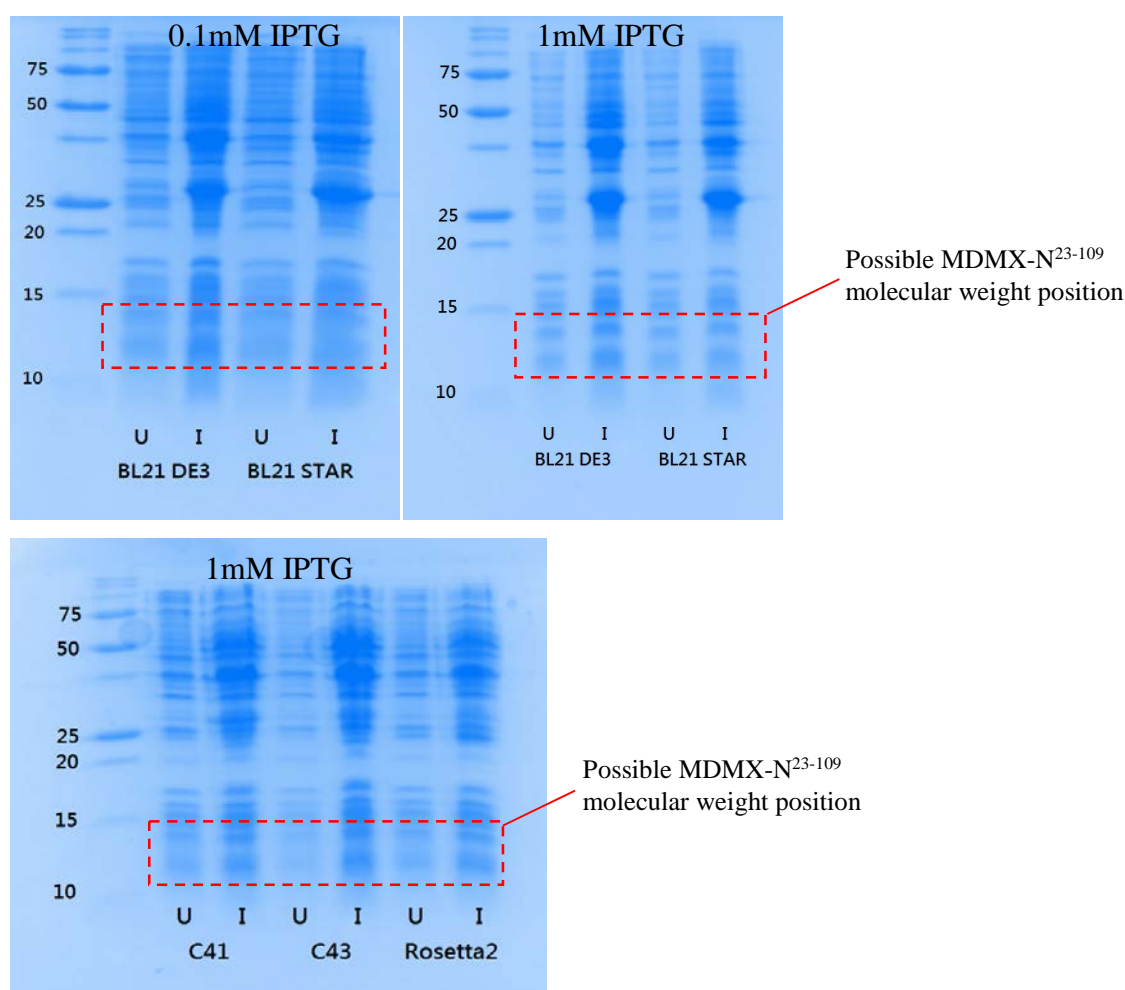 0.1mM IPTG
75
50
25
20
15
10
U I U I
BL21 DE3 BL21 STAR
1mM IPTG
75
50
25
20
15
10
U I U I
BL21 DE3 BL21 STAR
Possible MDMX-N²³⁻¹⁰⁹
molecular weight position
1mM IPTG
75
50
25
20
15
10
U I U I U I
C41 C43 Rosetta2
Possible MDMX-N²³⁻¹⁰⁹
molecular weight position